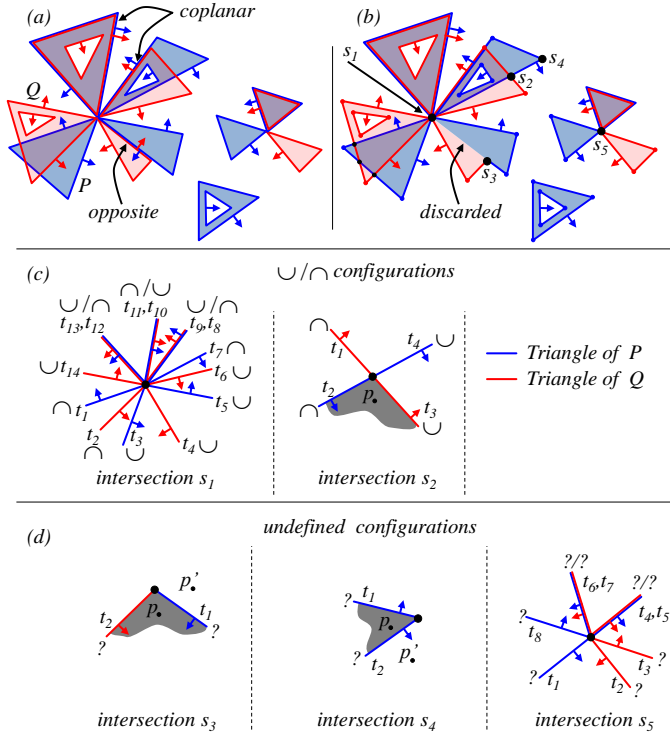 (a)
coplanar
Q
P
opposite
(b)
s1
s4
s2
s5
s3
discarded
(c)
∪/∩ configurations
∪/∩
t13,t12
∩/∪
t11,t10
∪/∩
t9,t8
t7 ∩
t6 ∪
t5 ∪
t4 ∪
t3
∪
t2
∩
∩ t1
∪ t14
intersection s1
∩
t1
t4 ∪
t2
∩
p
t3
∪
intersection s2
Triangle of P
Triangle of Q
(d)
undefined configurations
p'
t2
p
t1
?
?
intersection s3
t1
?
p
p'
t2
?
intersection s4
?/?
t6,t7
?/?
t4,t5
?
t8
t3
?
? t1
t2 ?
intersection s5